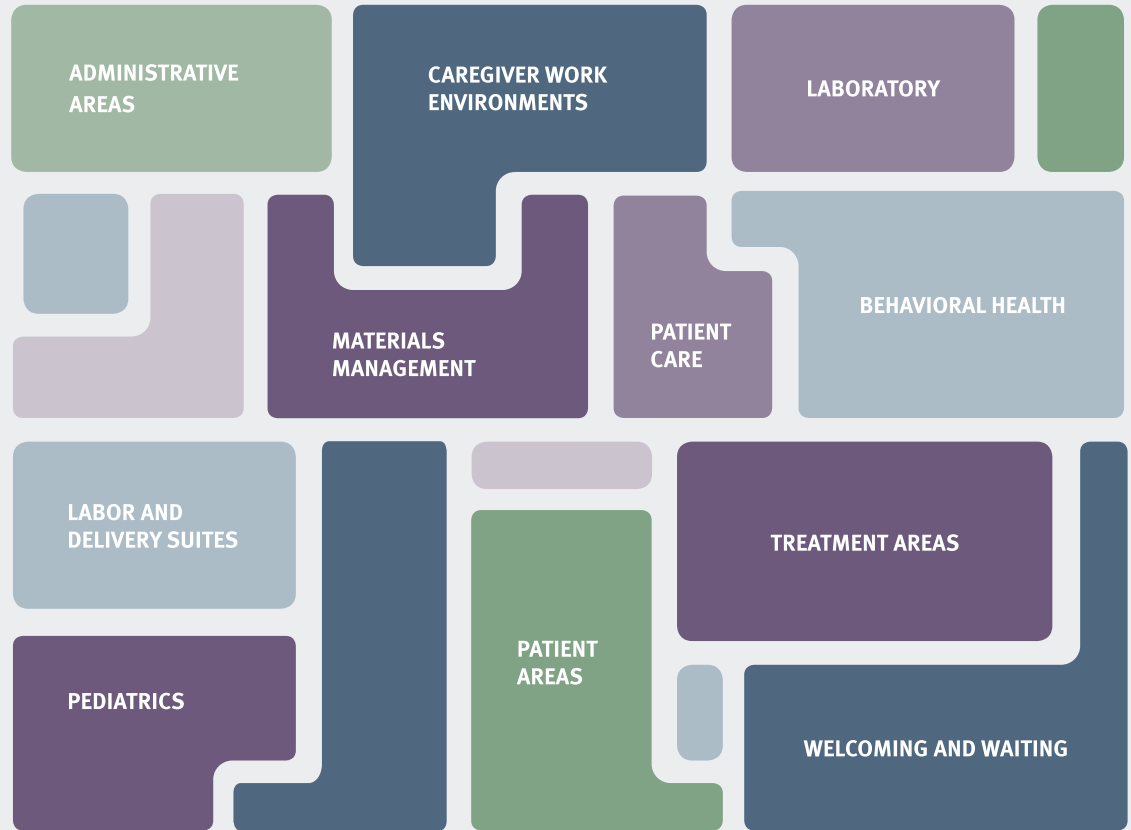 ADMINISTRATIVE
AREAS
CAREGIVER WORK
ENVIRONMENTS
LABORATORY
MATERIALS
MANAGEMENT
PATIENT
CARE
BEHAVIORAL HEALTH
LABOR AND
DELIVERY SUITES
TREATMENT AREAS
PATIENT
AREAS
PEDIATRICS
WELCOMING AND WAITING